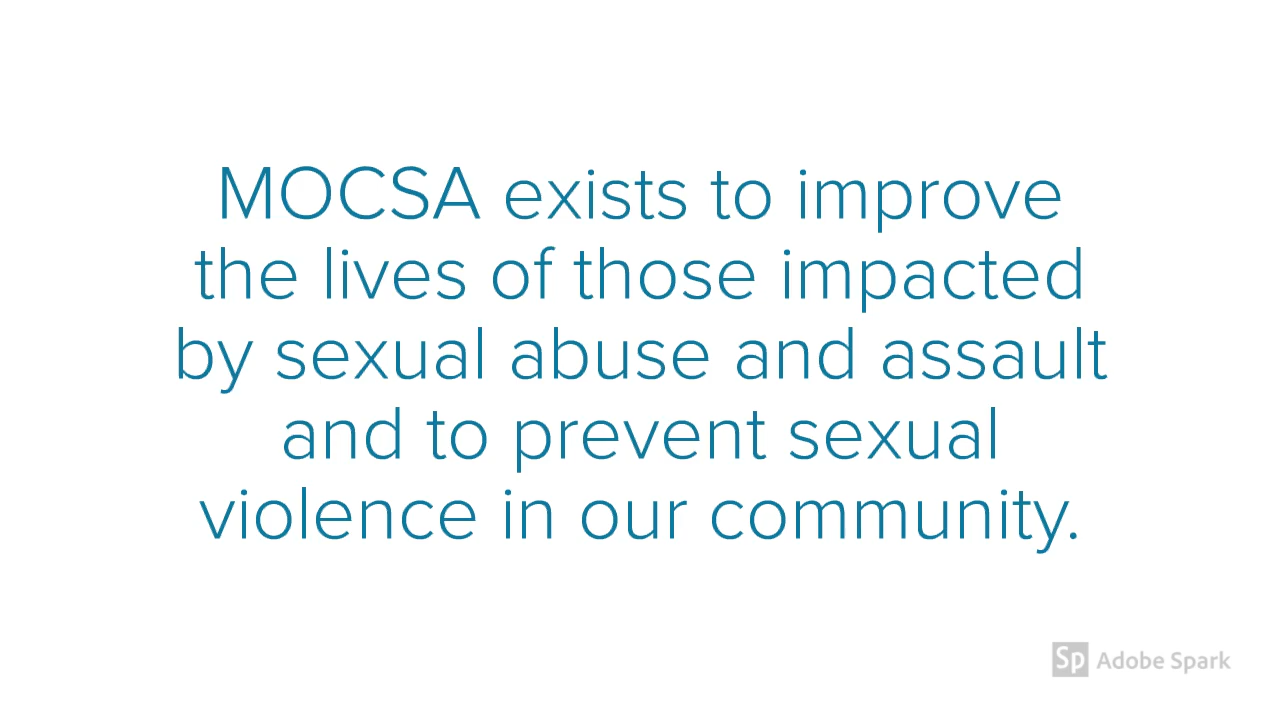 MOCSA exists to improve
the lives of those impacted
by sexual abuse and assault
and to prevent sexual
violence in our community.
Sp Adobe Spark